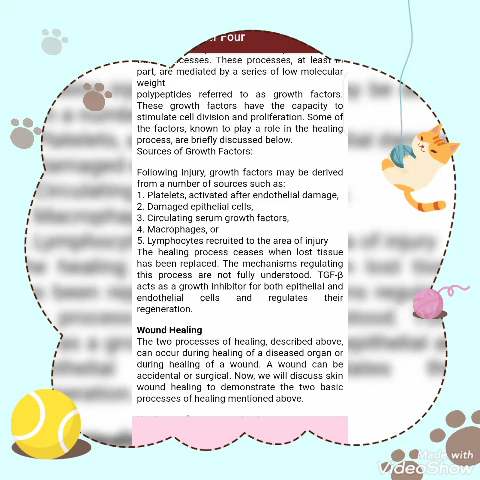 Four
processes. These processes, at least in
part, are mediated by a series of low molecular
weight
polypeptides referred to as growth factors.
These growth factors have the capacity to
stimulate cell division and proliferation. Some of
the factors, known to play a role in the healing
process, are briefly discussed below.
Sources of Growth Factors:
Following injury, growth factors may be derived
from a number of sources such as:
1. Platelets, activated after endothelial damage,
2. Damaged epithelial cells,
3. Circulating serum growth factors,
4. Macrophages, or
5. Lymphocytes recruited to the area of injury
The healing process ceases when lost tissue
has been replaced. The mechanisms regulating
this process are not fully understood. TGF-β
acts as a growth inhibitor for both epithelial and
endothelial cells and regulates their
regeneration.
Wound Healing
The two processes of healing, described above,
can occur during healing of a diseased organ or
during healing of a wound. A wound can be
accidental or surgical. Now, we will discuss skin
wound healing to demonstrate the two basic
processes of healing mentioned above.
Made with
VideoShow